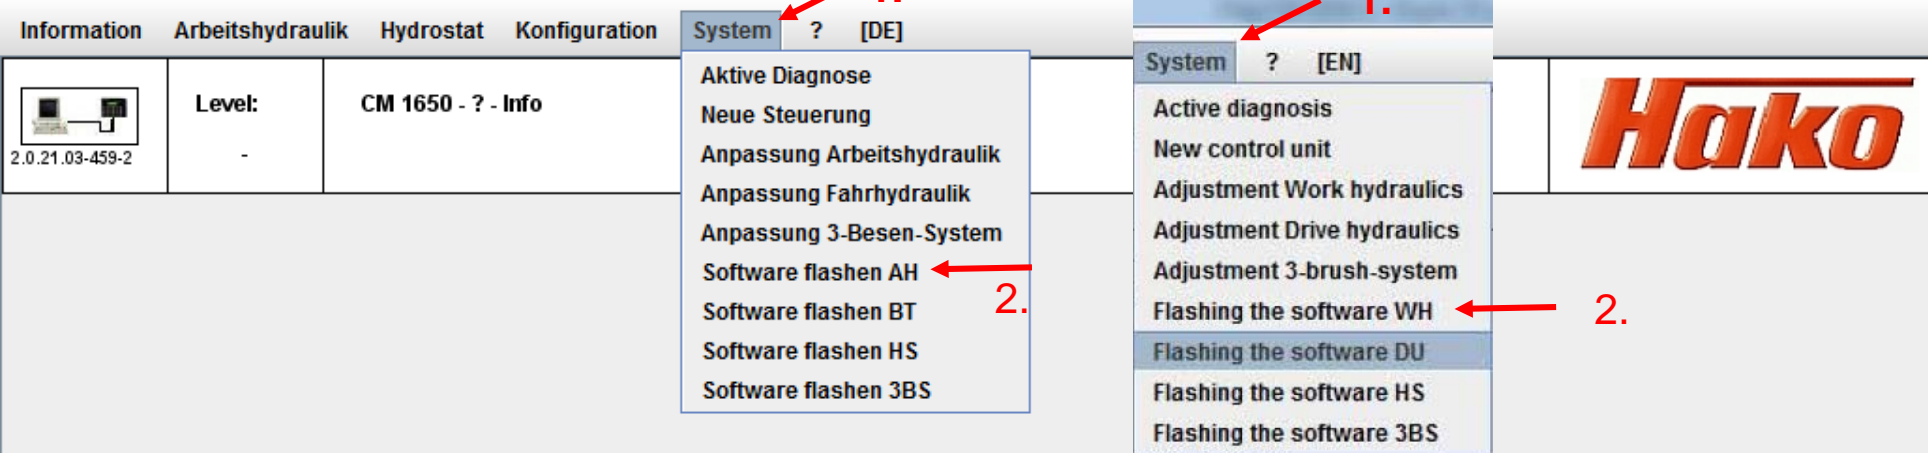 Information Arbeitshydraulik Hydrostat Konfiguration System ? [DE]
2.0.21.03-459-2
Level:
-
CM 1650 - ? - Info
Aktive Diagnose
Neue Steuerung
Anpassung Arbeitshydraulik
Anpassung Fahrhydraulik
Anpassung 3-Besen-System
Software flashen AH
2.
Software flashen BT
Software flashen HS
Software flashen 3BS
1.
System ? [EN]
Active diagnosis
New control unit
Adjustment Work hydraulics
Adjustment Drive hydraulics
Adjustment 3-brush-system
Flashing the software WH
2.
Flashing the software DU
Flashing the software HS
Flashing the software 3BS
Hako